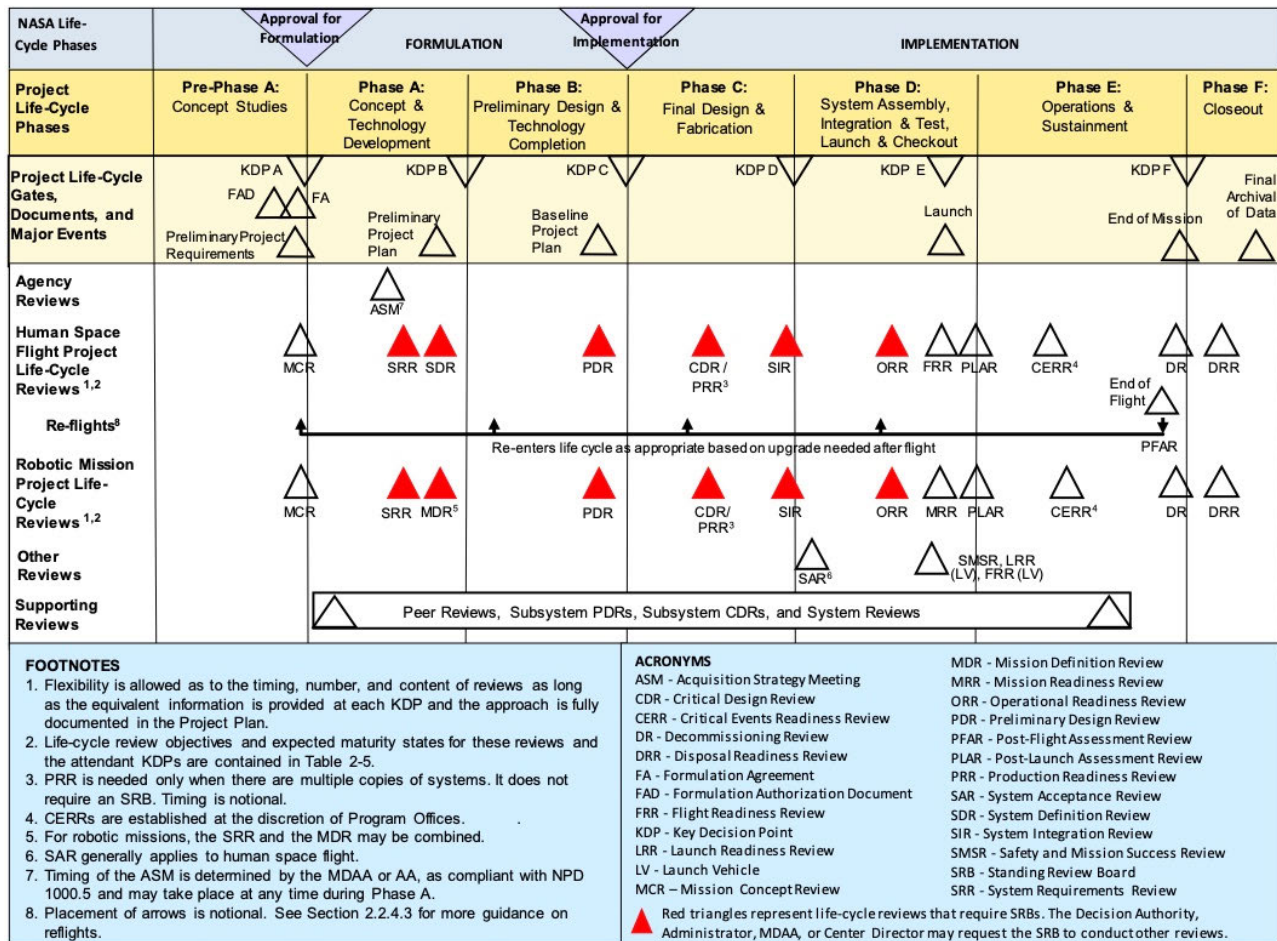 NASA Life-
Cycle Phases
Approval for
Formulation
FORMULATION
Approval for
Implementation
IMPLEMENTATION
Project
Life-Cycle
Phases
Pre-Phase A:
Concept Studies
Phase A:
Concept &
Technology
Development
Phase B:
Preliminary Design &
Technology
Completion
Phase C:
Final Design &
Fabrication
Phase D:
System Assembly,
Integration & Test,
Launch & Checkout
Phase E:
Operations &
Sustainment
Phase F:
Closeout
Project Life-Cycle
Gates,
Documents, and
Major Events
KDP A
KDP B
KDP C
KDP D
KDP E
KDP F
FAD
FA
Preliminary Project
Requirements
Preliminary
Project
Plan
Baseline
Project
Plan
Launch
End of Mission
Final
Archival
of Data
Agency
Reviews
ASM7
Human Space
Flight Project
Life-Cycle
Reviews 1,2
MCR
SRR
SDR
PDR
CDR /
PRR3
SIR
ORR
FRR
PLAR
CERR4
DR
DRR
End of
Flight
Re-flights8
Re-enters life cycle as appropriate based on upgrade needed after flight
PFAR
Robotic Mission
Project Life-
Cycle
Reviews 1,2
MCR
SRR
MDR5
PDR
CDR/
PRR3
SIR
ORR
MRR
PLAR
CERR4
DR
DRR
Other
Reviews
SAR6
SMSR, LRR
(LV), FRR (LV)
Supporting
Reviews
Peer Reviews, Subsystem PDRs, Subsystem CDRs, and System Reviews
FOOTNOTES
1. Flexibility is allowed as to the timing, number, and content of reviews as long
as the equivalent information is provided at each KDP and the approach is fully
documented in the Project Plan.
2. Life-cycle review objectives and expected maturity states for these reviews and
the attendant KDPs are contained in Table 2-5.
3. PRR is needed only when there are multiple copies of systems. It does not
require an SRB. Timing is notional.
4. CERRs are established at the discretion of Program Offices. .
5. For robotic missions, the SRR and the MDR may be combined.
6. SAR generally applies to human space flight.
7. Timing of the ASM is determined by the MDAA or AA, as compliant with NPD
1000.5 and may take place at any time during Phase A.
8. Placement of arrows is notional. See Section 2.2.4.3 for more guidance on
reflights.
ACRONYMS
ASM - Acquisition Strategy Meeting
CDR - Critical Design Review
CERR - Critical Events Readiness Review
DR - Decommissioning Review
DRR - Disposal Readiness Review
FA - Formulation Agreement
FAD - Formulation Authorization Document
FRR - Flight Readiness Review
KDP - Key Decision Point
LRR - Launch Readiness Review
LV - Launch Vehicle
MCR – Mission Concept Review
MDR - Mission Definition Review
MRR - Mission Readiness Review
ORR - Operational Readiness Review
PDR - Preliminary Design Review
PFAR - Post-Flight Assessment Review
PLAR - Post-Launch Assessment Review
PRR - Production Readiness Review
SAR - System Acceptance Review
SDR - System Definition Review
SIR - System Integration Review
SMSR - Safety and Mission Success Review
SRB - Standing Review Board
SRR - System Requirements Review
Red triangles represent life-cycle reviews that require SRBs. The Decision Authority,
Administrator, MDAA, or Center Director may request the SRB to conduct other reviews.